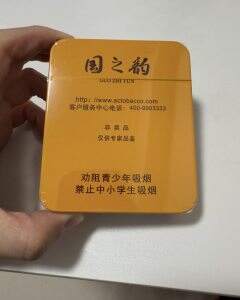 国之韵
GUO ZHI YUN
http://www.sctobacco.com
客户服务中心电话：400-8903333
非卖品
仅供专家品鉴
劝阻青少年吸烟
禁止中小学生吸烟